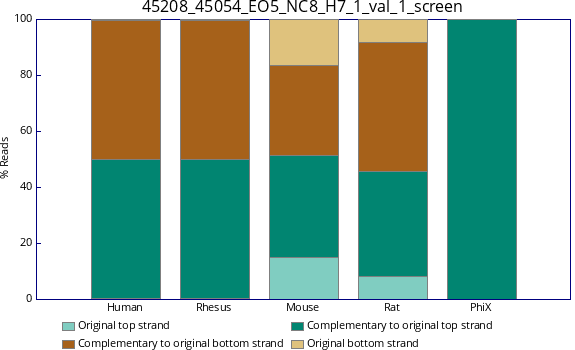 45208_45054_EO5_NC8_H7_1_val_1_screen
100
80
60
40
20
0
% Reads
Human Rhesus Mouse Rat PhiX
Original top strand Complementary to original top strand
Complementary to original bottom strand Original bottom strand